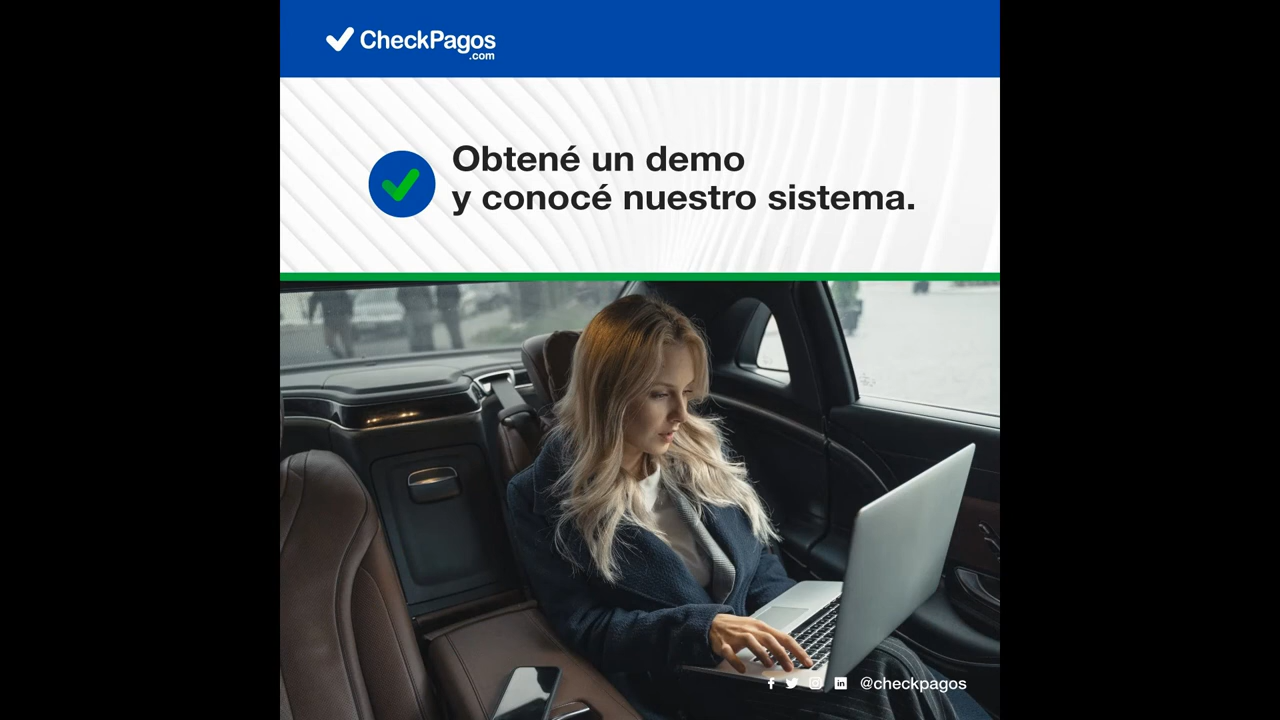 CheckPagos
.com
Obtené un demo
y conocé nuestro sistema.
@checkpagos